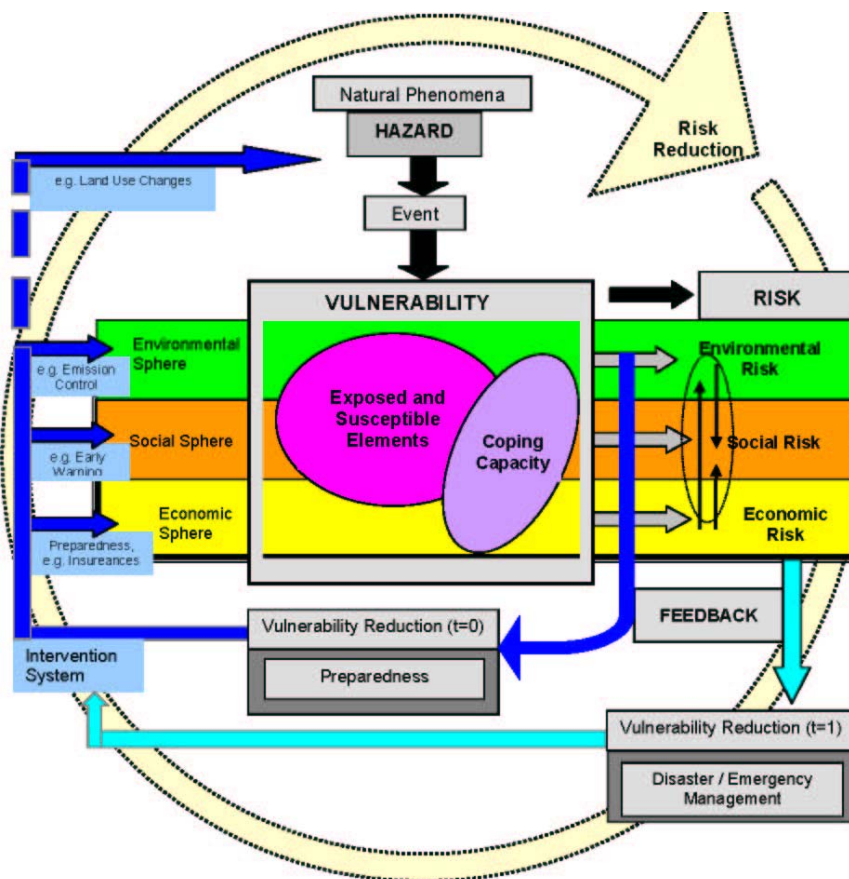 Natural Phenomena
HAZARD
Risk
Reduction
e.g. Land Use Changes
Event
VULNERABILITY
RISK
Environmental
Sphere
e.g. Emission
Control
Exposed and
Susceptible
Elements
Coping
Capacity
Environmental
Risk
Social Sphere
e.g. Early
Warning
Social Risk
Economic
Sphere
Preparedness,
e.g. Insureances
Economic
Risk
FEEDBACK
Vulnerability Reduction (t=0)
Preparedness
Intervention
System
Vulnerability Reduction (t=1)
Disaster / Emergency
Management